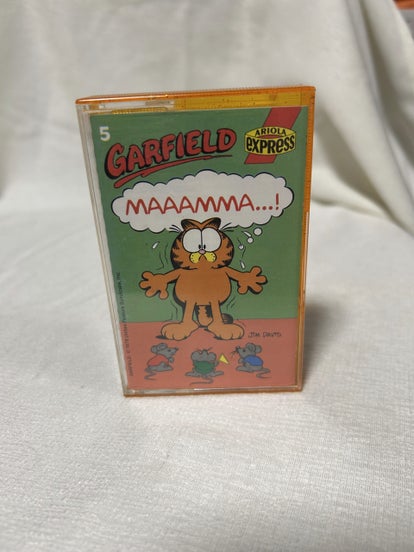 5
GARFIELD
ARIOLA
EXPRESS
MAAAMMA...!
JIM DAVIS